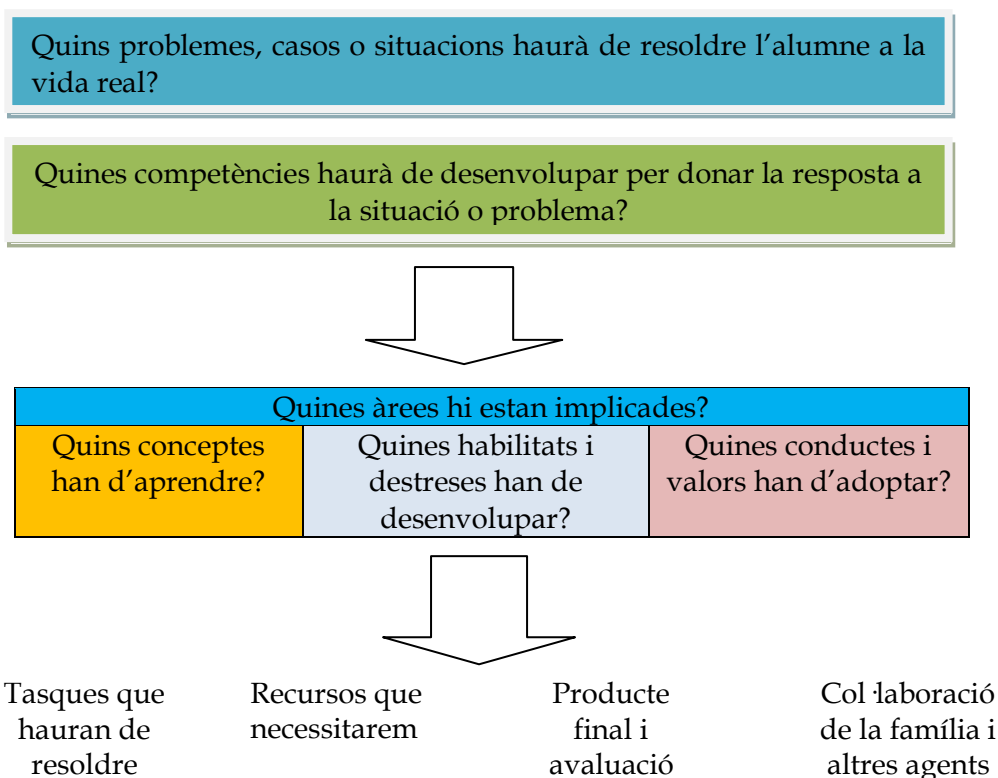 Quins problemes, casos o situacions haurà de resoldre l’alumne a la
vida real?
Quines competències haurà de desenvolupar per donar la resposta a
la situació o problema?
Quines àrees hi estan implicades?
Quins conceptes
han d’aprendre?
Quines habilitats i
destreses han de
desenvolupar?
Quines conductes i
valors han d’adoptar?
Tasques que
hauran de
resoldre
Recursos que
necessitarem
Producte
final i
avaluació
Col·laboració
de la família i
altres agents